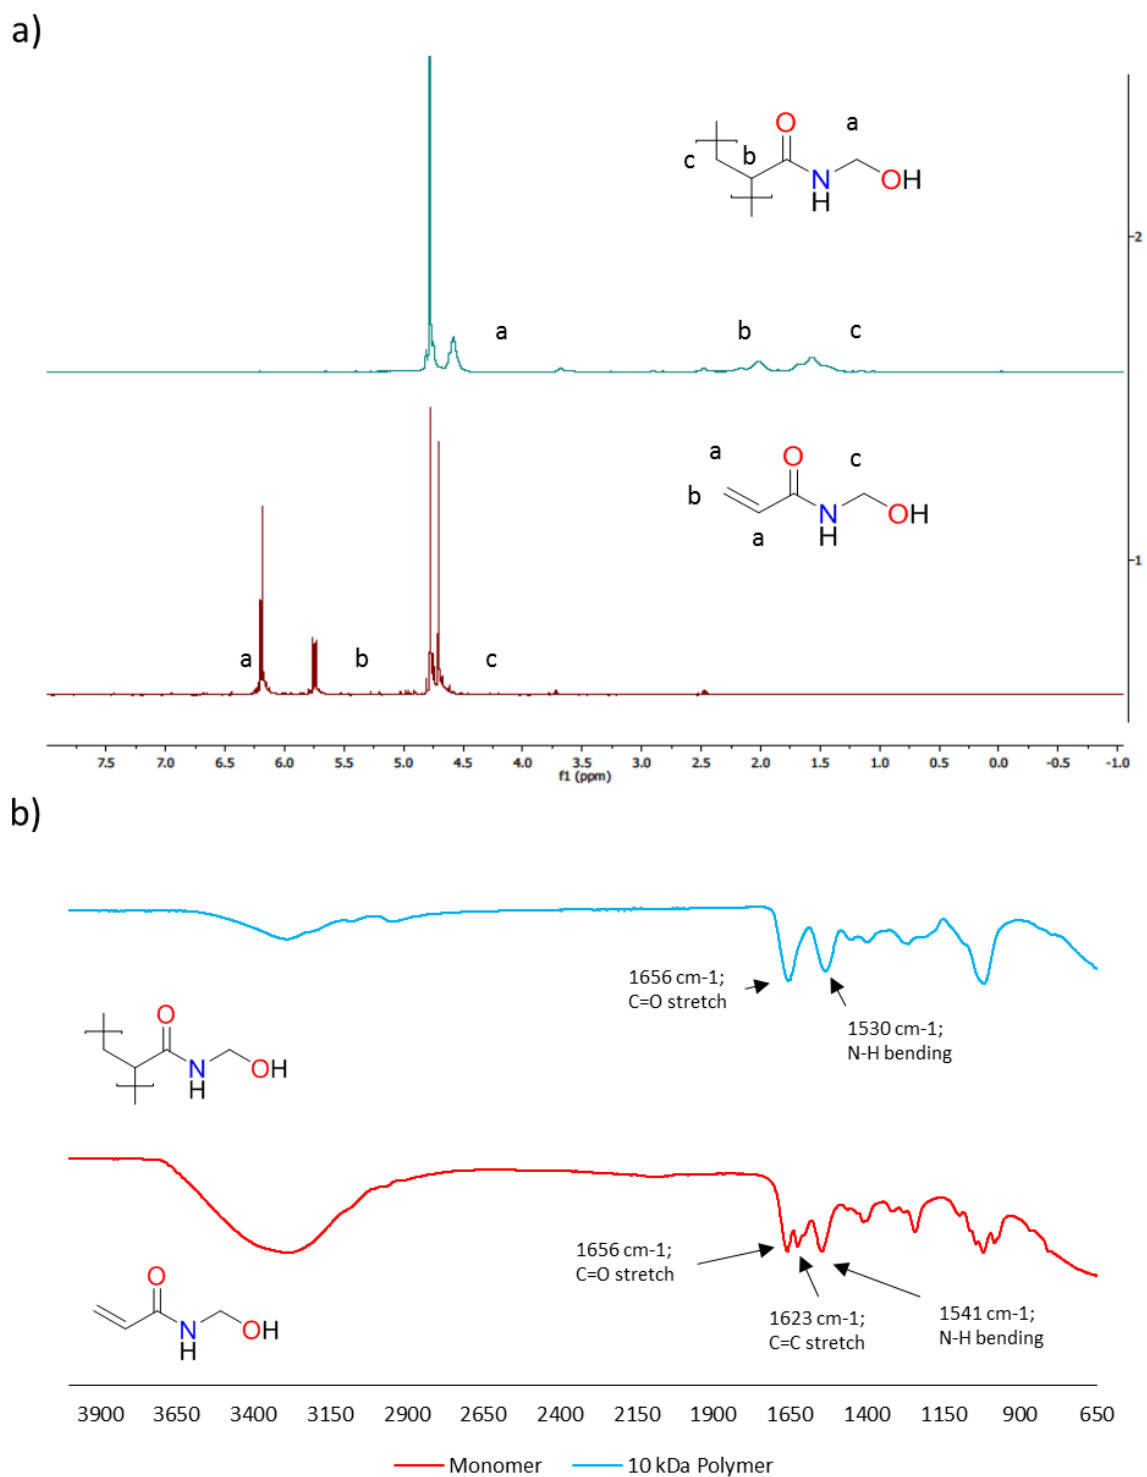 a)
O
a
c
b
N
H
OH
2
a
b
c
a
O
c
b
N
H
OH
a
1
a
b
c
7.5 7.0 6.5 6.0 5.5 5.0 4.5 4.0 3.5 3.0 2.5 2.0 1.5 1.0 0.5 0.0 -0.5 -1.0
f1 (ppm)
b)
1656 cm-1;
C=O stretch
1530 cm-1;
N-H bending
O
N
H
OH
1656 cm-1;
C=O stretch
1623 cm-1;
C=C stretch
1541 cm-1;
N-H bending
O
N
H
OH
3900 3650 3400 3150 2900 2650 2400 2150 1900 1650 1400 1150 900 650
Monomer 10 kDa Polymer